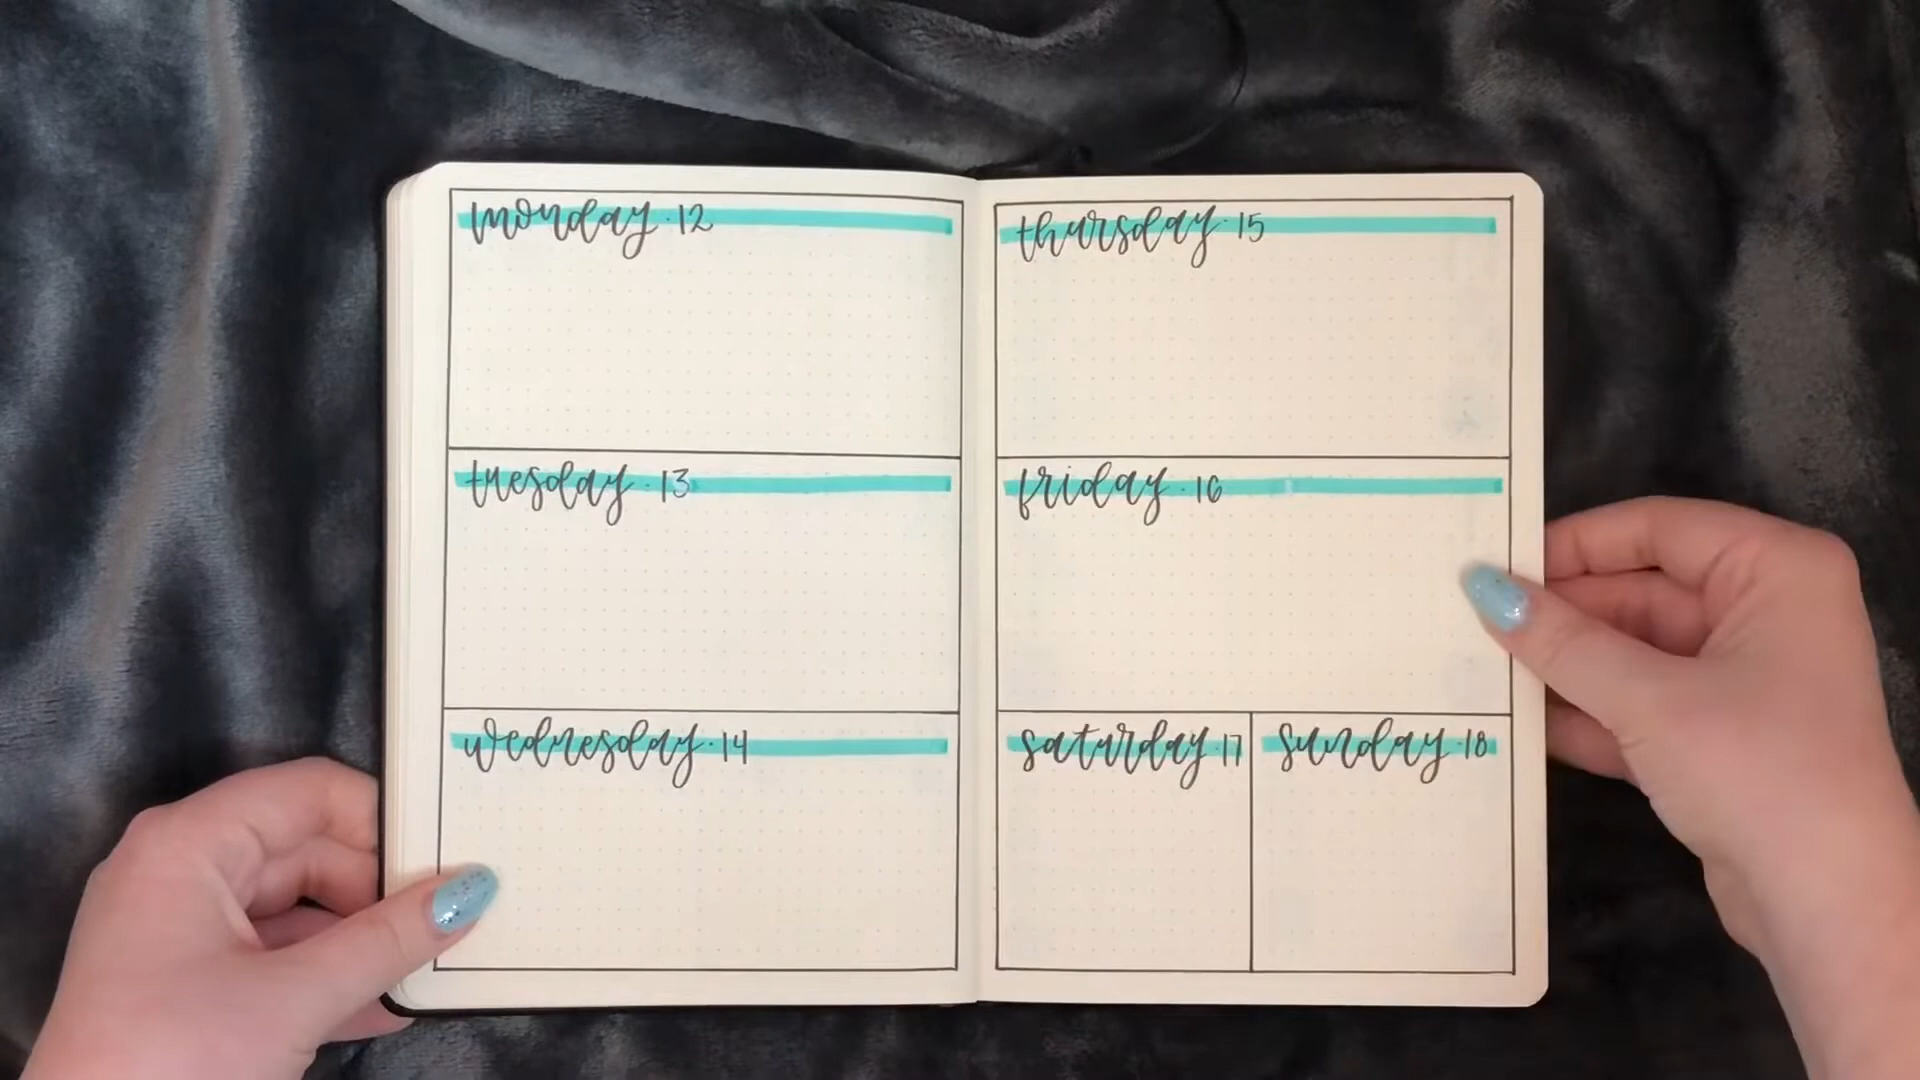 monday · 12
tuesday · 13
wednesday · 14
thursday · 15
friday · 16
saturday · 17
sunday · 18